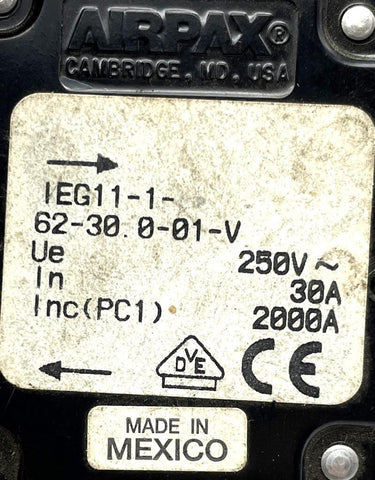 AIRPAX®
CAMBRIDGE, MD, USA
IEG11-1-
62-30.0-01-V
Ue 250V~
In 30A
Inc(PC1) 2000A
DVE CE
MADE IN
MEXICO